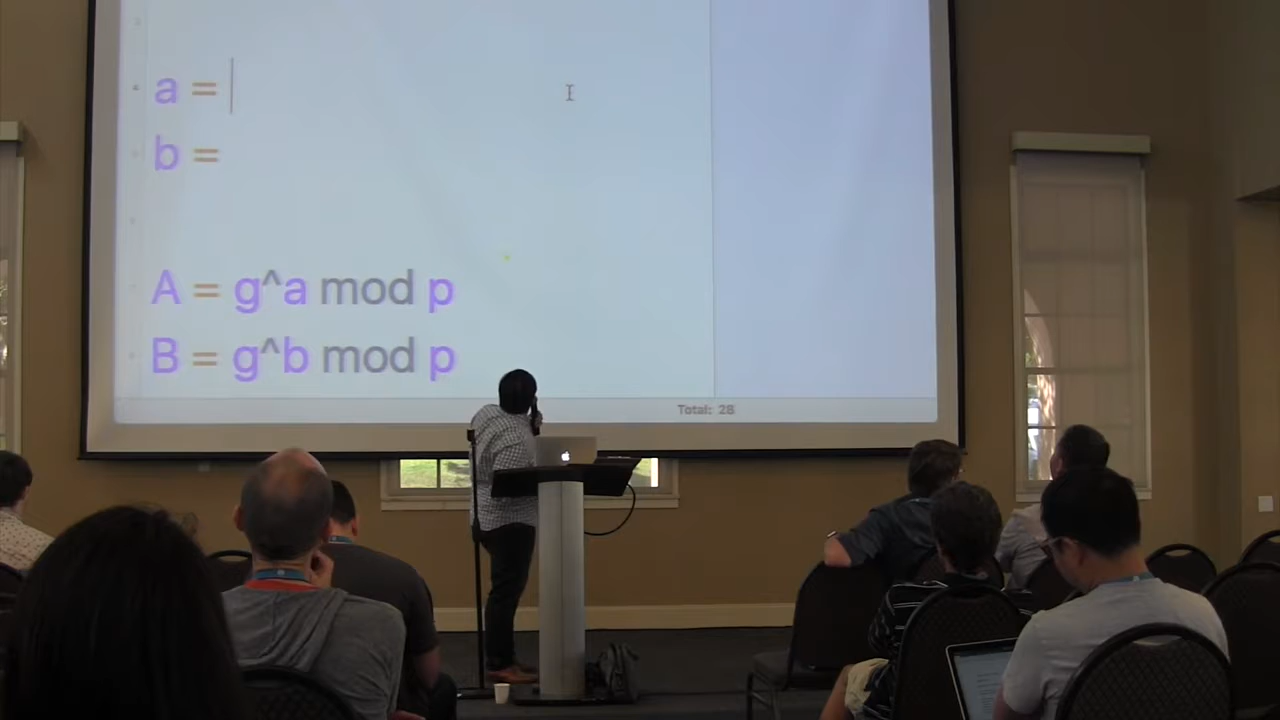 a =
b =
A = g^a mod p
B = g^b mod p
Total: 28